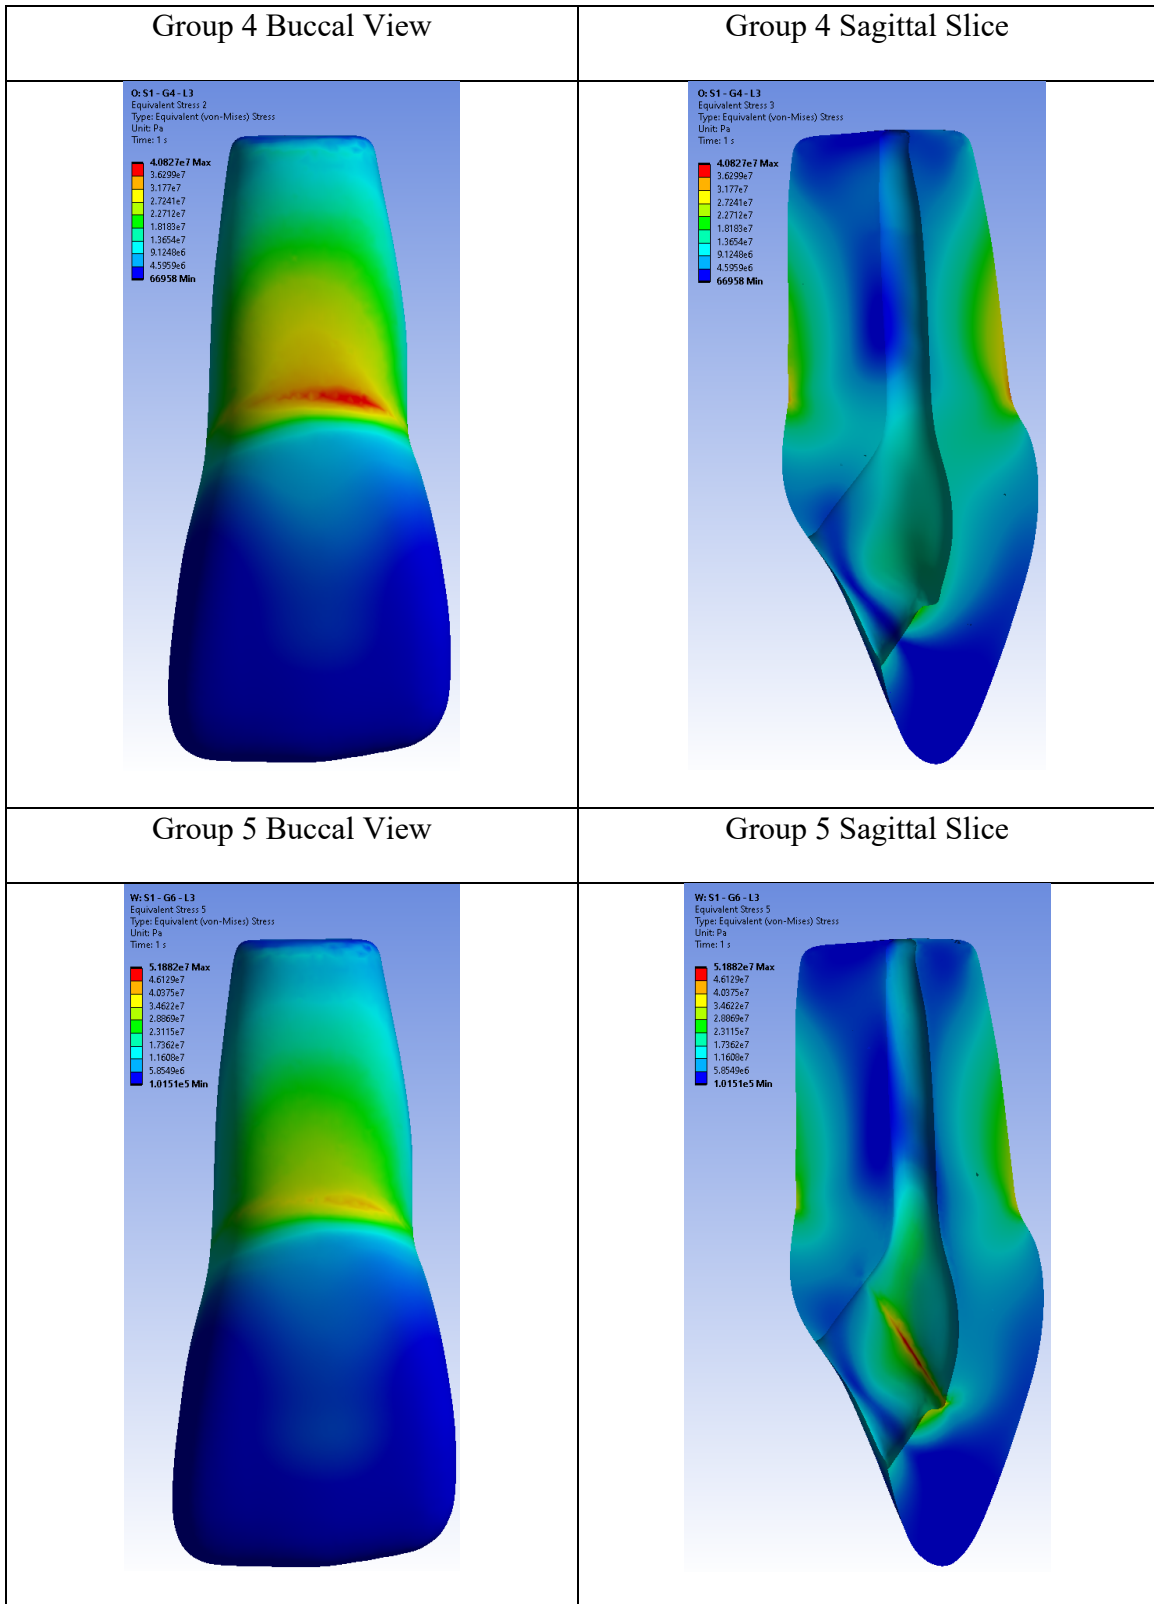 Group 4 Buccal View
Group 4 Sagittal Slice
O: S1 - G4 - L3
Equivalent Stress 2
Type: Equivalent (von-Mises) Stress
Unit: Pa
Time: 1 s
4.0827e7 Max
3.6299e7
3.177e7
2.7241e7
2.2712e7
1.8183e7
1.3654e7
9.1248e6
4.5959e6
66958 Min
O: S1 - G4 - L3
Equivalent Stress 3
Type: Equivalent (von-Mises) Stress
Unit: Pa
Time: 1 s
4.0827e7 Max
3.6299e7
3.177e7
2.7241e7
2.2712e7
1.8183e7
1.3654e7
9.1248e6
4.5959e6
66958 Min
Group 5 Buccal View
Group 5 Sagittal Slice
W: S1 - G6 - L3
Equivalent Stress 5
Type: Equivalent (von-Mises) Stress
Unit: Pa
Time: 1 s
5.1882e7 Max
4.6129e7
4.0375e7
3.4622e7
2.8869e7
2.3115e7
1.7362e7
1.1608e7
5.8549e6
1.0151e5 Min
W: S1 - G6 - L3
Equivalent Stress 5
Type: Equivalent (von-Mises) Stress
Unit: Pa
Time: 1 s
5.1882e7 Max
4.6129e7
4.0375e7
3.4622e7
2.8869e7
2.3115e7
1.7362e7
1.1608e7
5.8549e6
1.0151e5 Min